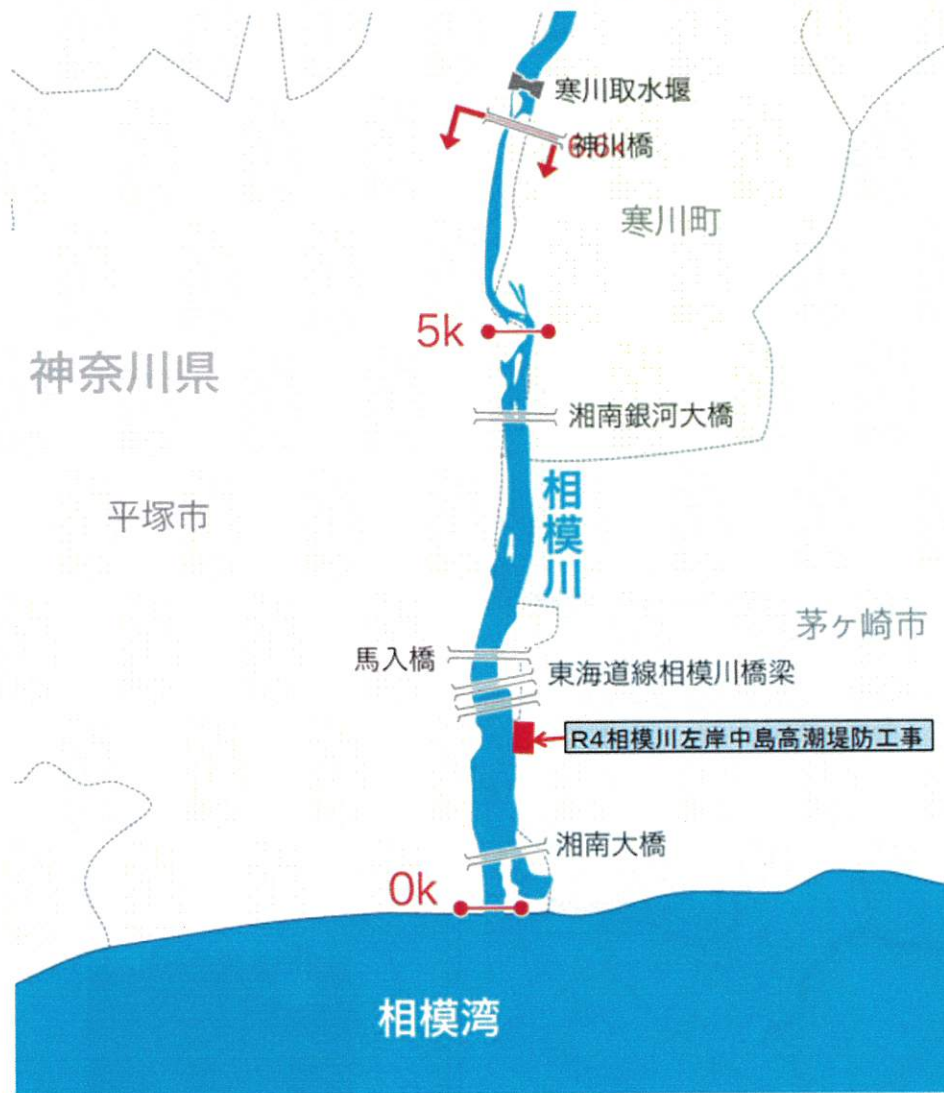 寒川取水堰
神川橋
6.6k
寒川町
5k
神奈川県
湘南銀河大橋
相模川
平塚市
茅ヶ崎市
馬入橋
東海道線相模川橋梁
R4相模川左岸中島高潮堤防工事
湘南大橋
0k
相模湾